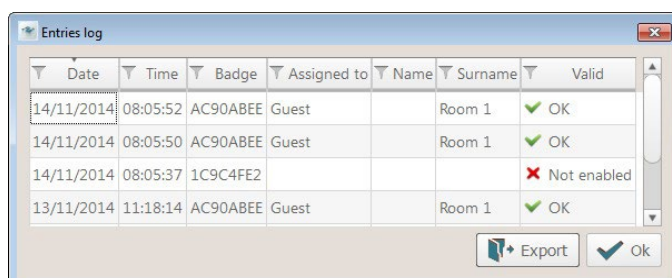 Entries log
Date Time Badge Assigned to Name Surname Valid
14/11/2014 08:05:52 AC90ABEE Guest Room 1 OK
14/11/2014 08:05:50 AC90ABEE Guest Room 1 OK
14/11/2014 08:05:37 1C9C4FE2 Not enabled
13/11/2014 11:18:14 AC90ABEE Guest Room 1 OK
Export Ok